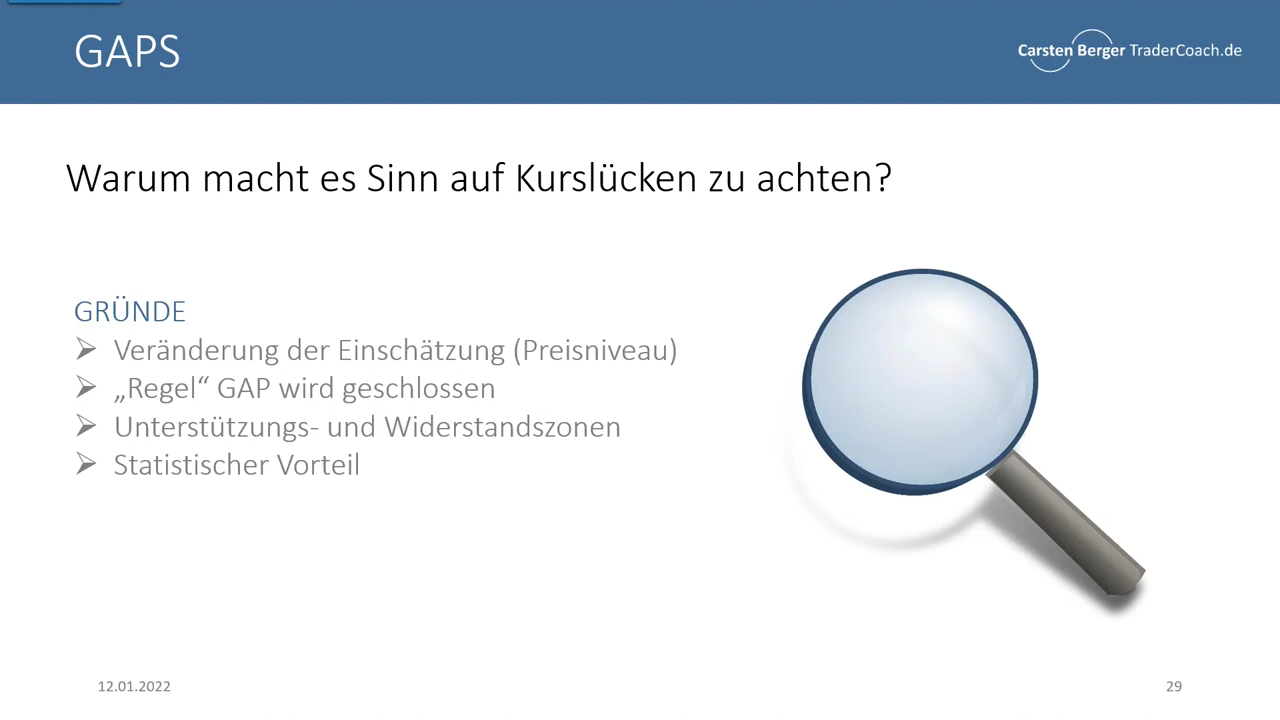 GAPS
Carsten Berger TraderCoach.de
Warum macht es Sinn auf Kurslücken zu achten?
GRÜNDE
➢ Veränderung der Einschätzung (Preisniveau)
➢ „Regel“ GAP wird geschlossen
➢ Unterstützungs- und Widerstandszonen
➢ Statistischer Vorteil
12.01.2022
29